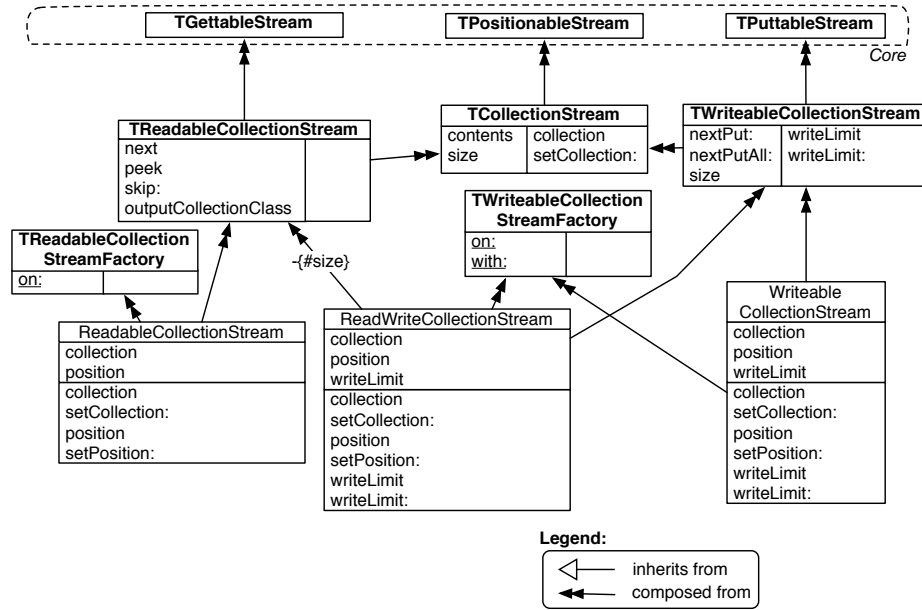 TGettableStream
TPositionableStream
TPuttableStream
Core
TReadableCollectionStream
next
peek
skip:
outputCollectionClass
TCollectionStream
contents
size
collection
setCollection:
TWriteableCollectionStream
nextPut:
nextPutAll:
size
writeLimit
writeLimit:
TReadableCollection
StreamFactory
on:
-{#size}
TWriteableCollection
StreamFactory
on:
with:
ReadableCollectionStream
collection
position
collection
setCollection:
position
setPosition:
ReadWriteCollectionStream
collection
position
writeLimit
collection
setCollection:
position
setPosition:
writeLimit
writeLimit:
Writeable
CollectionStream
collection
position
writeLimit
collection
setCollection:
position
setPosition:
writeLimit
writeLimit:
Legend:
inherits from
composed from